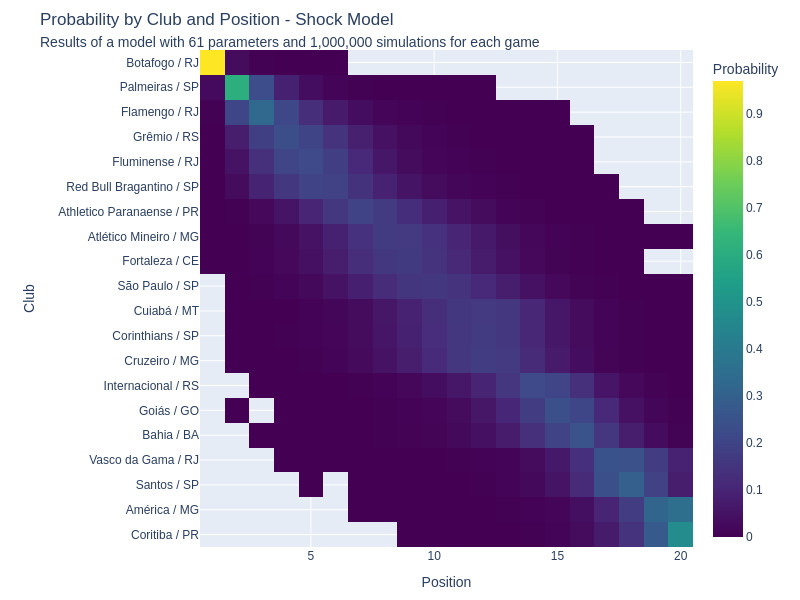 Probability by Club and Position - Shock Model
Results of a model with 61 parameters and 1,000,000 simulations for each game
Probability
Club
Botafogo / RJ
Palmeiras / SP
Flamengo / RJ
Grêmio / RS
Fluminense / RJ
Red Bull Bragantino / SP
Athletico Paranaense / PR
Atlético Mineiro / MG
Fortaleza / CE
São Paulo / SP
Cuiabá / MT
Corinthians / SP
Cruzeiro / MG
Internacional / RS
Goiás / GO
Bahia / BA
Vasco da Gama / RJ
Santos / SP
América / MG
Coritiba / PR
0.9
0.8
0.7
0.6
0.5
0.4
0.3
0.2
0.1
0
5
10
15
20
Position